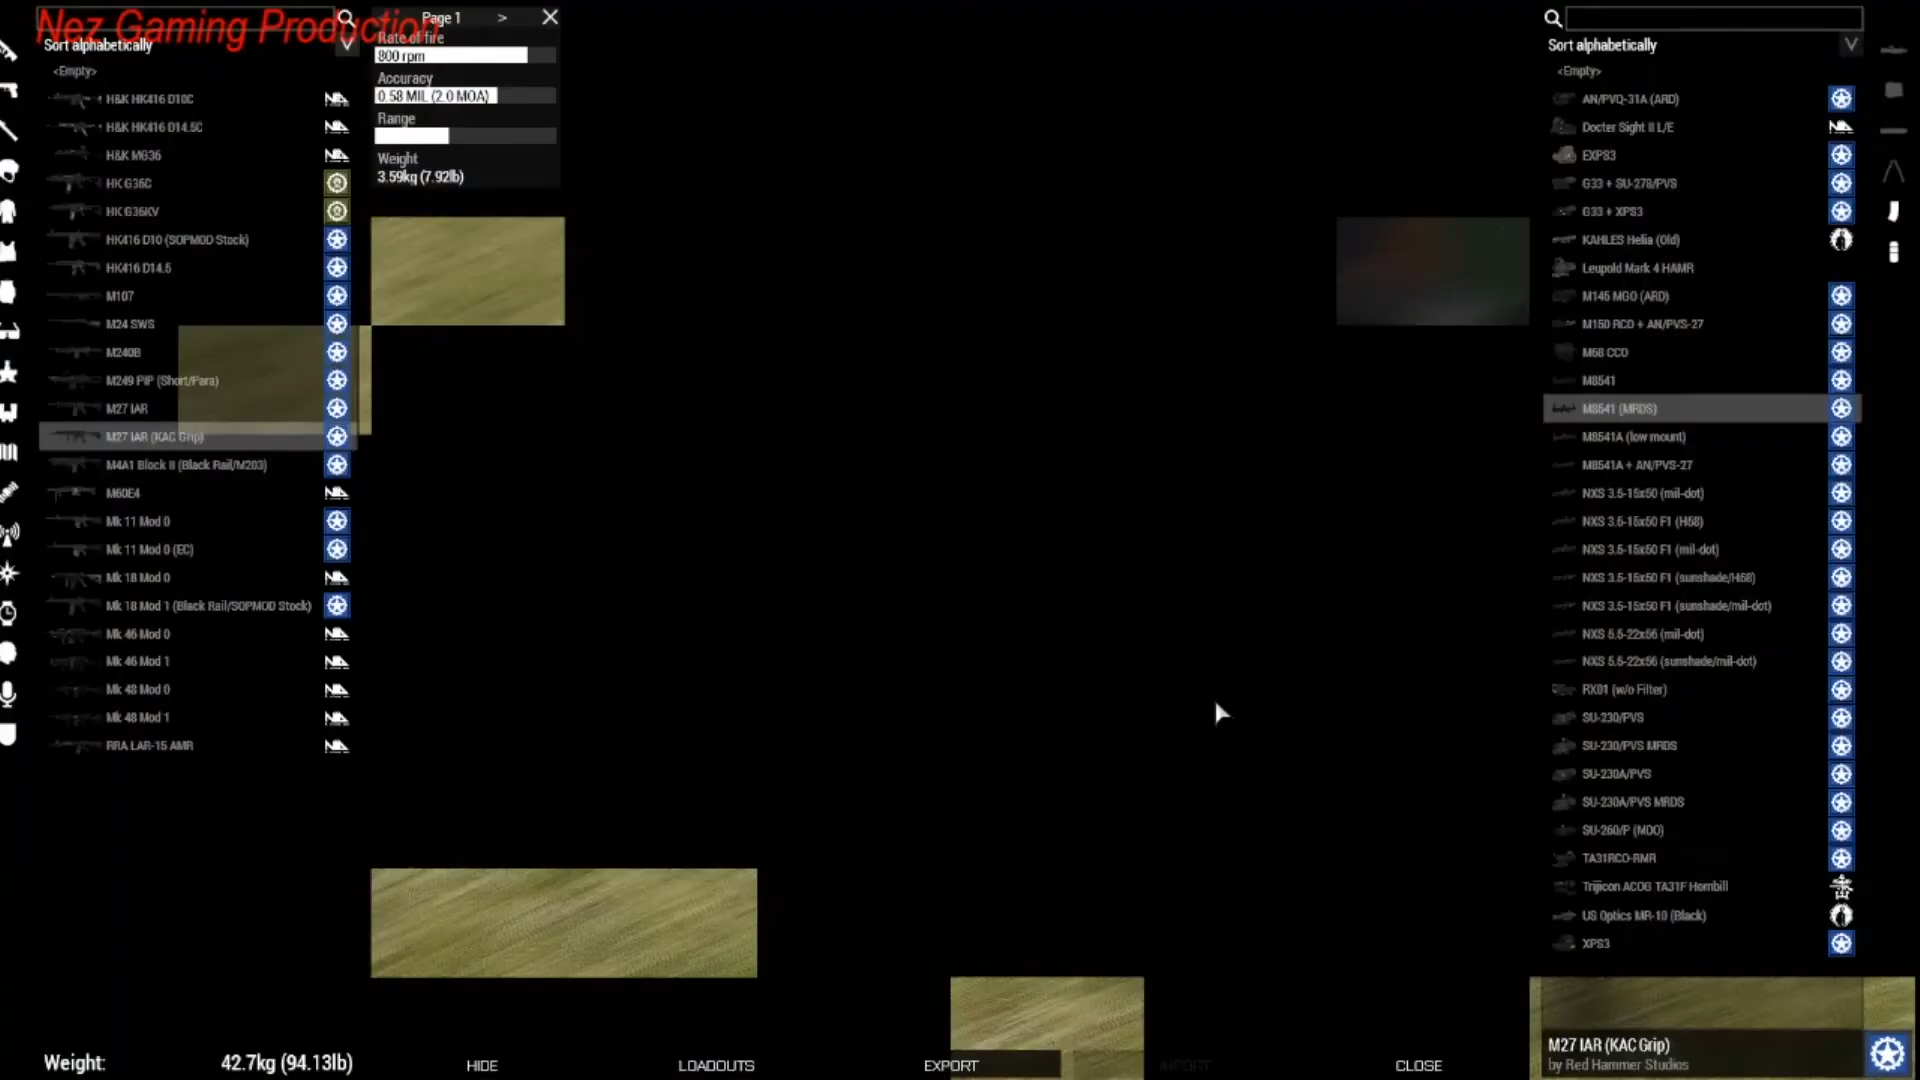 Nez Gaming Production
Sort alphabetically
<Empty>
H&K HK416 D10C
H&K HK416 D14.5C
H&K MG36
HK G36C
HK G36KV
HK416 D10 (SOPMOD Stock)
HK416 D14.5
M107
M24 SWS
M240B
M249 PIP (Short/Para)
M27 IAR
M27 IAR (KAC Grip)
M4A1 Block II (Black Rail/M203)
M60E4
Mk 11 Mod 0
Mk 11 Mod 0 (EC)
Mk 18 Mod 0
Mk 18 Mod 1 (Black Rail/SOPMOD Stock)
Mk 46 Mod 0
Mk 46 Mod 1
Mk 48 Mod 0
Mk 48 Mod 1
RRA LAR-15 AMR
Weight: 42.7kg (94.13lb)
Page 1 >
Rate of fire
800 rpm
Accuracy
0.58 MIL (2.0 MOA)
Range
Weight
3.59kg (7.92lb)
HIDE
LOADOUTS
EXPORT
IMPORT
CLOSE
Sort alphabetically
<Empty>
AN/PVQ-31A (ARD)
Docter Sight II L/E
EXPS3
G33 + SU-278/PVS
G33 + XPS3
KAHLES Helia (Old)
Leupold Mark 4 HAMR
M145 MGO (ARD)
M150 RCO + AN/PVS-27
M68 CCO
M8541
M8541 (MRDS)
M8541A (low mount)
M8541A + AN/PVS-27
NXS 3.5-15x50 (mil-dot)
NXS 3.5-15x50 F1 (H58)
NXS 3.5-15x50 F1 (mil-dot)
NXS 3.5-15x50 F1 (sunshade/H58)
NXS 3.5-15x50 F1 (sunshade/mil-dot)
NXS 5.5-22x56 (mil-dot)
NXS 5.5-22x56 (sunshade/mil-dot)
RX01 (w/o Filter)
SU-230/PVS
SU-230/PVS MRDS
SU-230A/PVS
SU-230A/PVS MRDS
SU-260/P (MDO)
TA31RCO-RMR
Trijicon ACOG TA31F Hornbill
US Optics MR-10 (Black)
XPS3
M27 IAR (KAC Grip)
by Red Hammer Studios